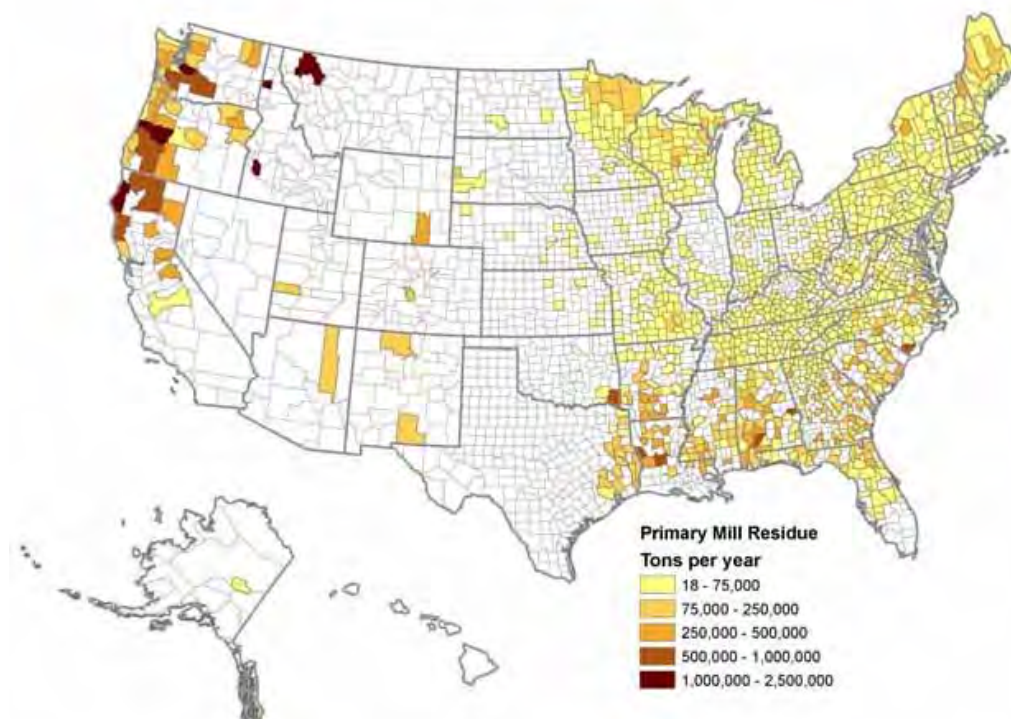 Primary Mill Residue
Tons per year
18 - 75,000
75,000 - 250,000
250,000 - 500,000
500,000 - 1,000,000
1,000,000 - 2,500,000